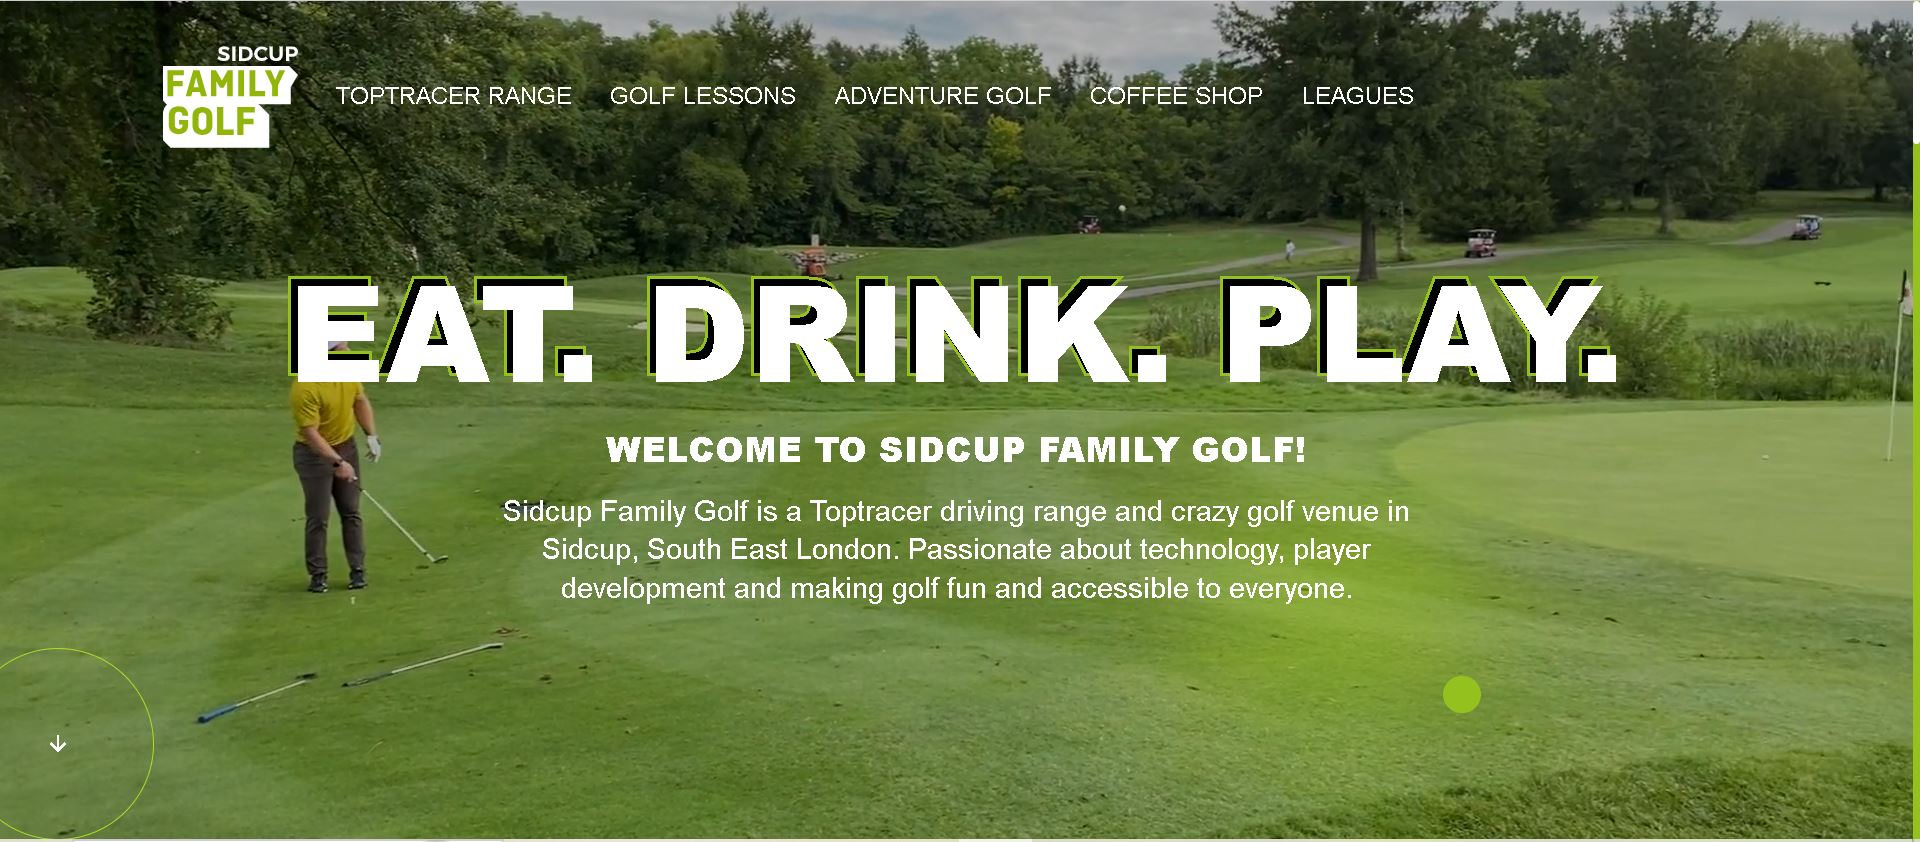 SIDCUP
FAMILY
GOLF
TOPTRACER RANGE GOLF LESSONS ADVENTURE GOLF COFFEE SHOP LEAGUES
EAT. DRINK. PLAY.
WELCOME TO SIDCUP FAMILY GOLF!
Sidcup Family Golf is a Toptracer driving range and crazy golf venue in
Sidcup, South East London. Passionate about technology, player
development and making golf fun and accessible to everyone.